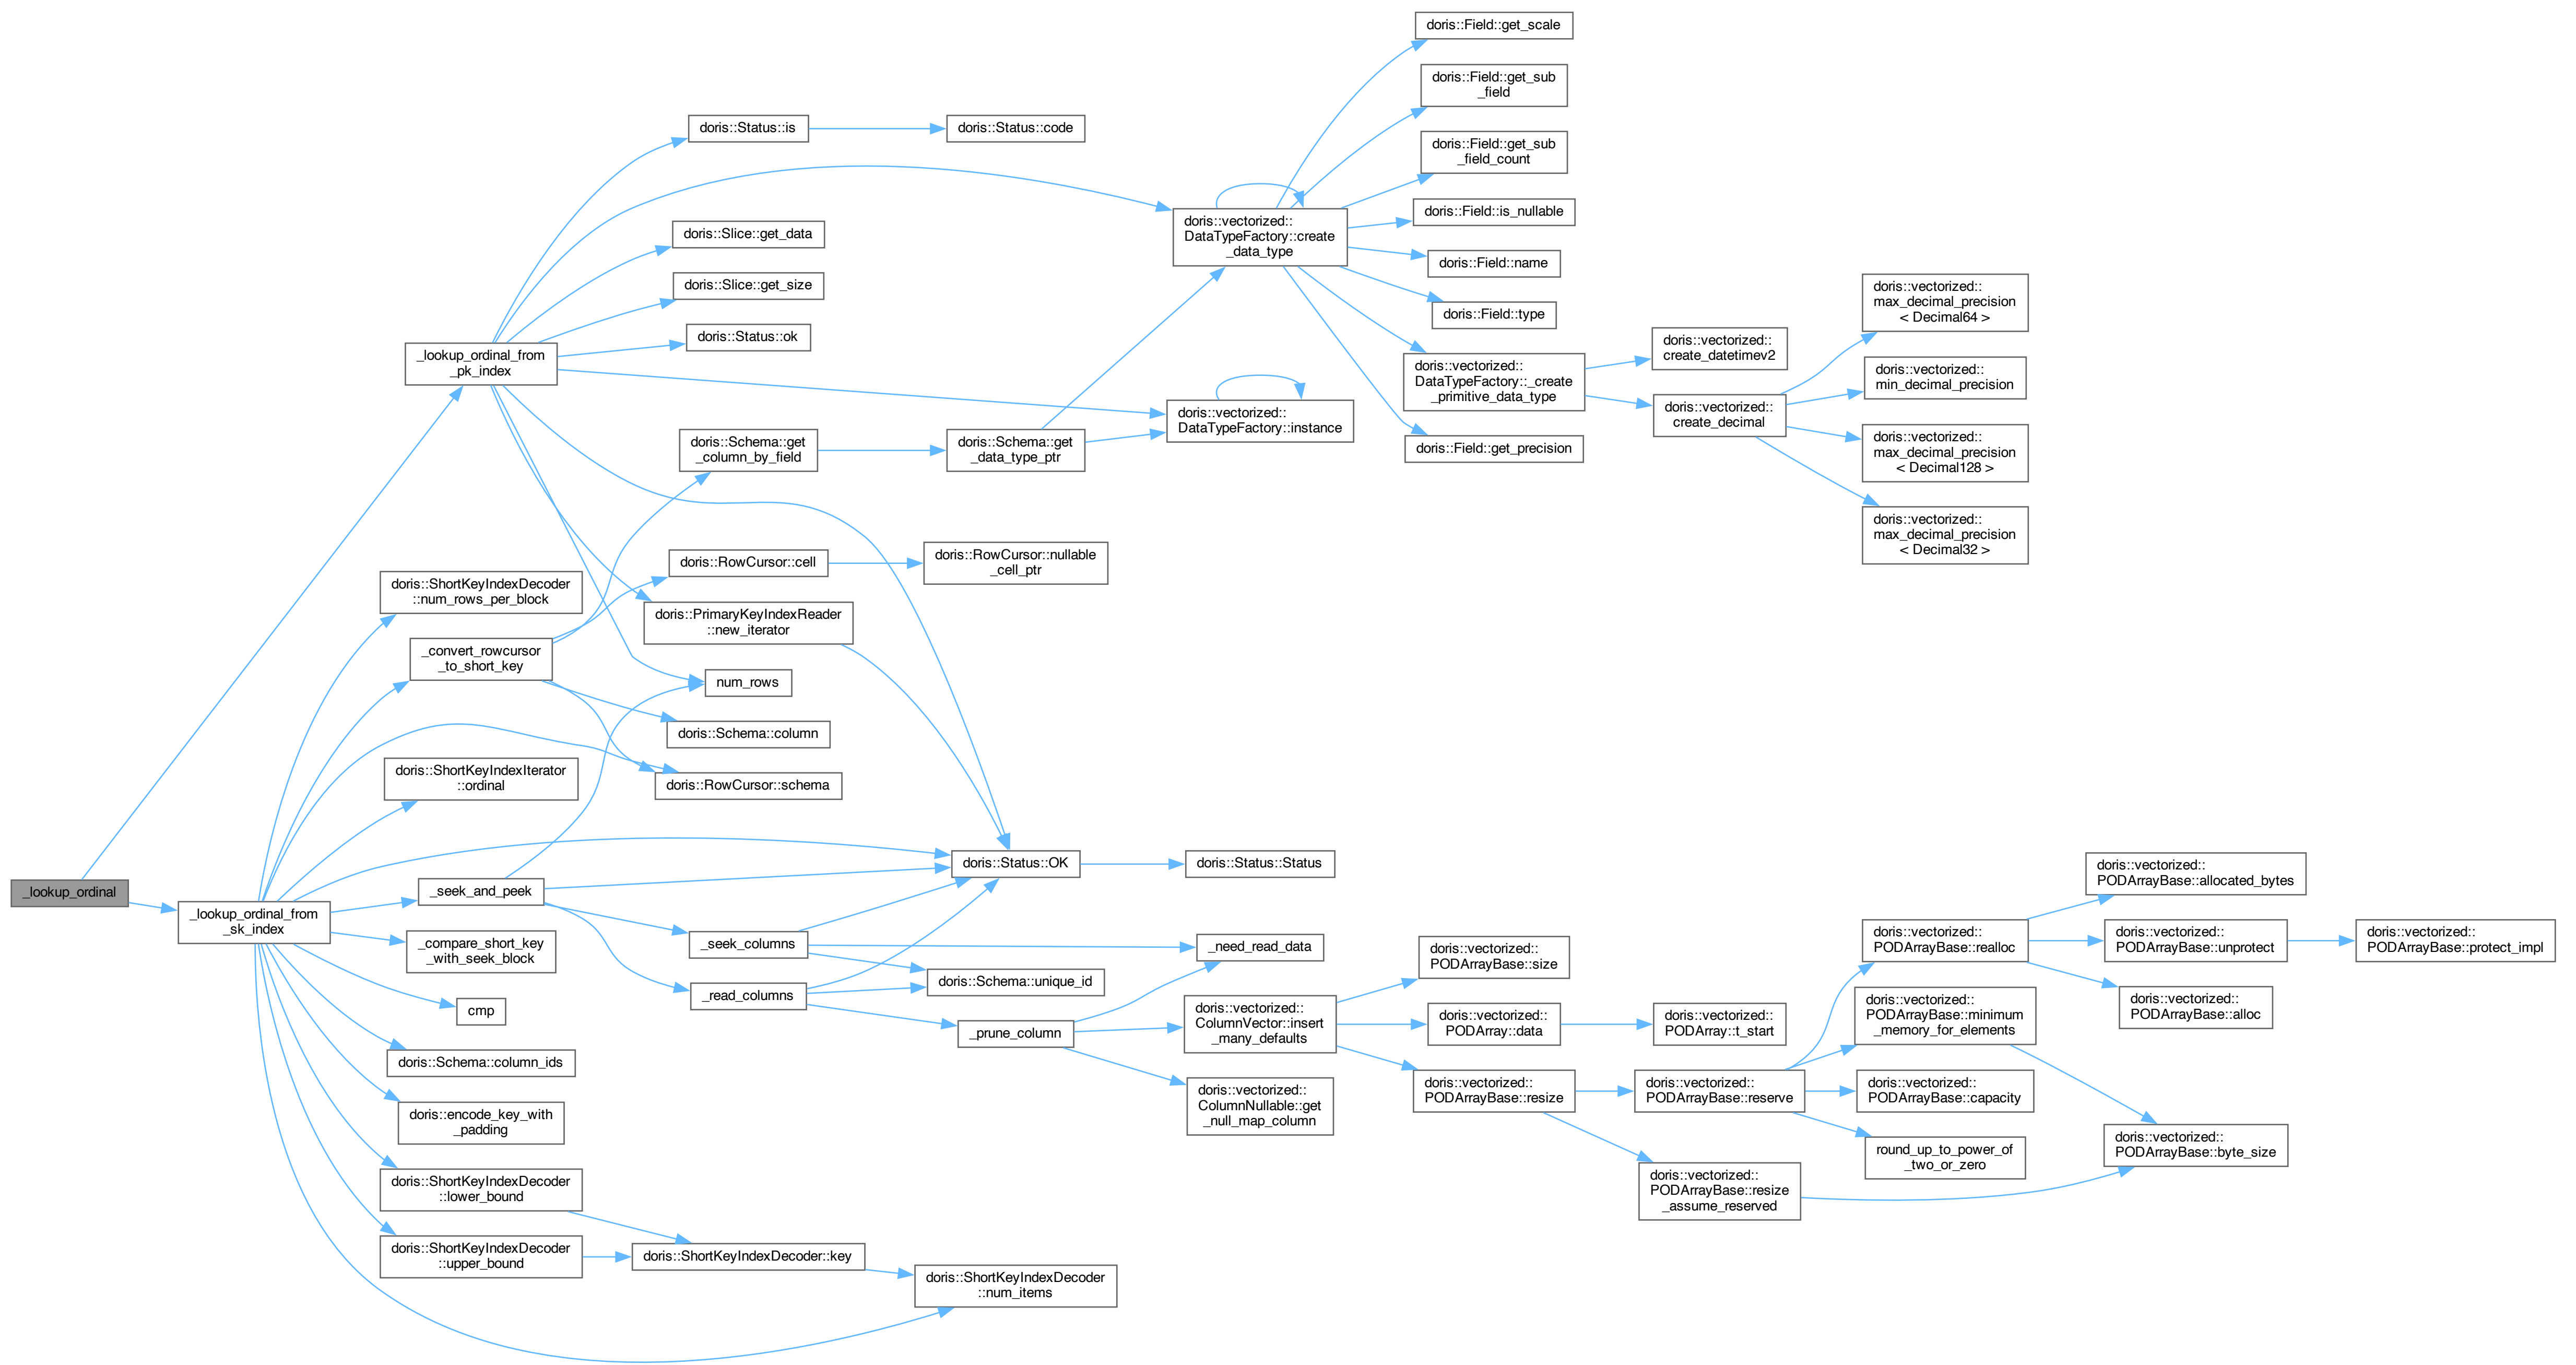 _lookup_ordinal
_lookup_ordinal_from
_pk_index
_lookup_ordinal_from
_sk_index
doris::ShortKeyIndexDecoder
::num_rows_per_block
_convert_rowcursor
_to_short_key
doris::ShortKeyIndexIterator
::ordinal
_seek_and_peek
_compare_short_key
_with_seek_block
cmp
doris::Schema::column_ids
doris::encode_key_with
_padding
doris::ShortKeyIndexDecoder
::lower_bound
doris::ShortKeyIndexDecoder
::upper_bound
doris::Status::is
doris::Slice::get_data
doris::Slice::get_size
doris::Status::ok
doris::Schema::get
_column_by_field
doris::RowCursor::cell
doris::PrimaryKeyIndexReader
::new_iterator
num_rows
doris::Schema::column
doris::RowCursor::schema
_seek_columns
_read_columns
doris::ShortKeyIndexDecoder::key
doris::Status::code
doris::Schema::get
_data_type_ptr
doris::RowCursor::nullable
_cell_ptr
doris::Status::OK
doris::Schema::unique_id
_prune_column
doris::ShortKeyIndexDecoder
::num_items
doris::vectorized::
DataTypeFactory::create
_data_type
doris::vectorized::
DataTypeFactory::instance
doris::Status::Status
_need_read_data
doris::vectorized::
ColumnVector::insert
_many_defaults
doris::vectorized::
ColumnNullable::get
_null_map_column
doris::Field::get_scale
doris::Field::get_sub
_field
doris::Field::get_sub
_field_count
doris::Field::is_nullable
doris::Field::name
doris::Field::type
doris::vectorized::
DataTypeFactory::_create
_primitive_data_type
doris::Field::get_precision
doris::vectorized::
PODArrayBase::size
doris::vectorized::
PODArray::data
doris::vectorized::
PODArrayBase::resize
doris::vectorized::
create_datetimev2
doris::vectorized::
create_decimal
doris::vectorized::
PODArray::t_start
doris::vectorized::
PODArrayBase::reserve
doris::vectorized::
PODArrayBase::resize
_assume_reserved
doris::vectorized::
max_decimal_precision
< Decimal64 >
doris::vectorized::
min_decimal_precision
doris::vectorized::
max_decimal_precision
< Decimal128 >
doris::vectorized::
max_decimal_precision
< Decimal32 >
doris::vectorized::
PODArrayBase::realloc
doris::vectorized::
PODArrayBase::minimum
_memory_for_elements
doris::vectorized::
PODArrayBase::capacity
round_up_to_power_of
_two_or_zero
doris::vectorized::
PODArrayBase::allocated_bytes
doris::vectorized::
PODArrayBase::unprotect
doris::vectorized::
PODArrayBase::alloc
doris::vectorized::
PODArrayBase::byte_size
doris::vectorized::
PODArrayBase::protect_impl